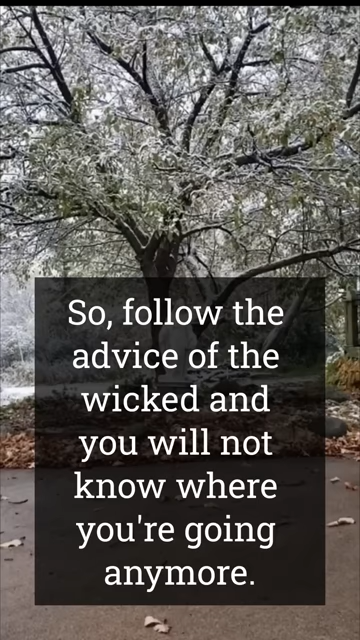 So, follow the
advice of the
wicked and
you will not
know where
you're going
anymore.